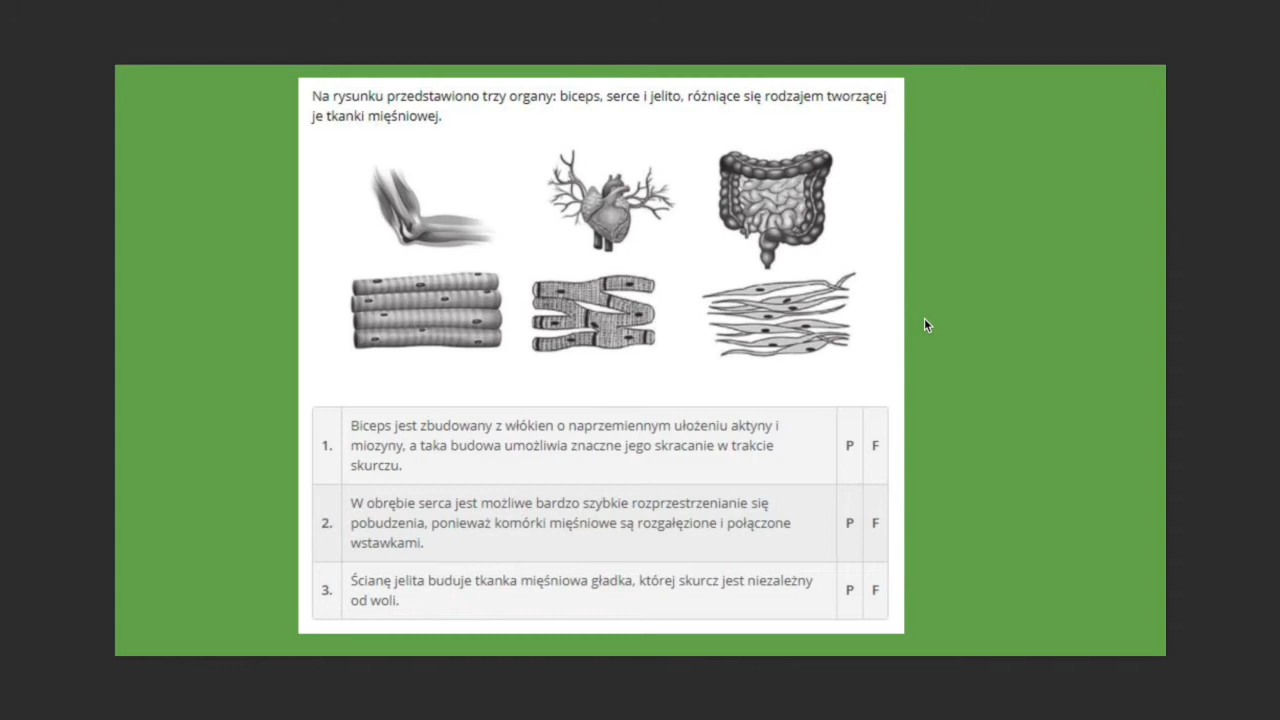 Na rysunku przedstawiono trzy organy: biceps, serce i jelito, różniące się rodzajem tworzącej
je tkanki mięśniowej.
1.
Biceps jest zbudowany z włókien o naprzemiennym ułożeniu aktyny i
miozyny, a taka budowa umożliwia znaczne jego skracanie w trakcie
skurczu.
P F
2.
W obrębie serca jest możliwe bardzo szybkie rozprzestrzenianie się
pobudzenia, ponieważ komórki mięśniowe są rozgałęzione i połączone
wstawkami.
P F
3.
Ścianę jelita buduje tkanka mięśniowa gładka, której skurcz jest niezależny
od woli.
P F